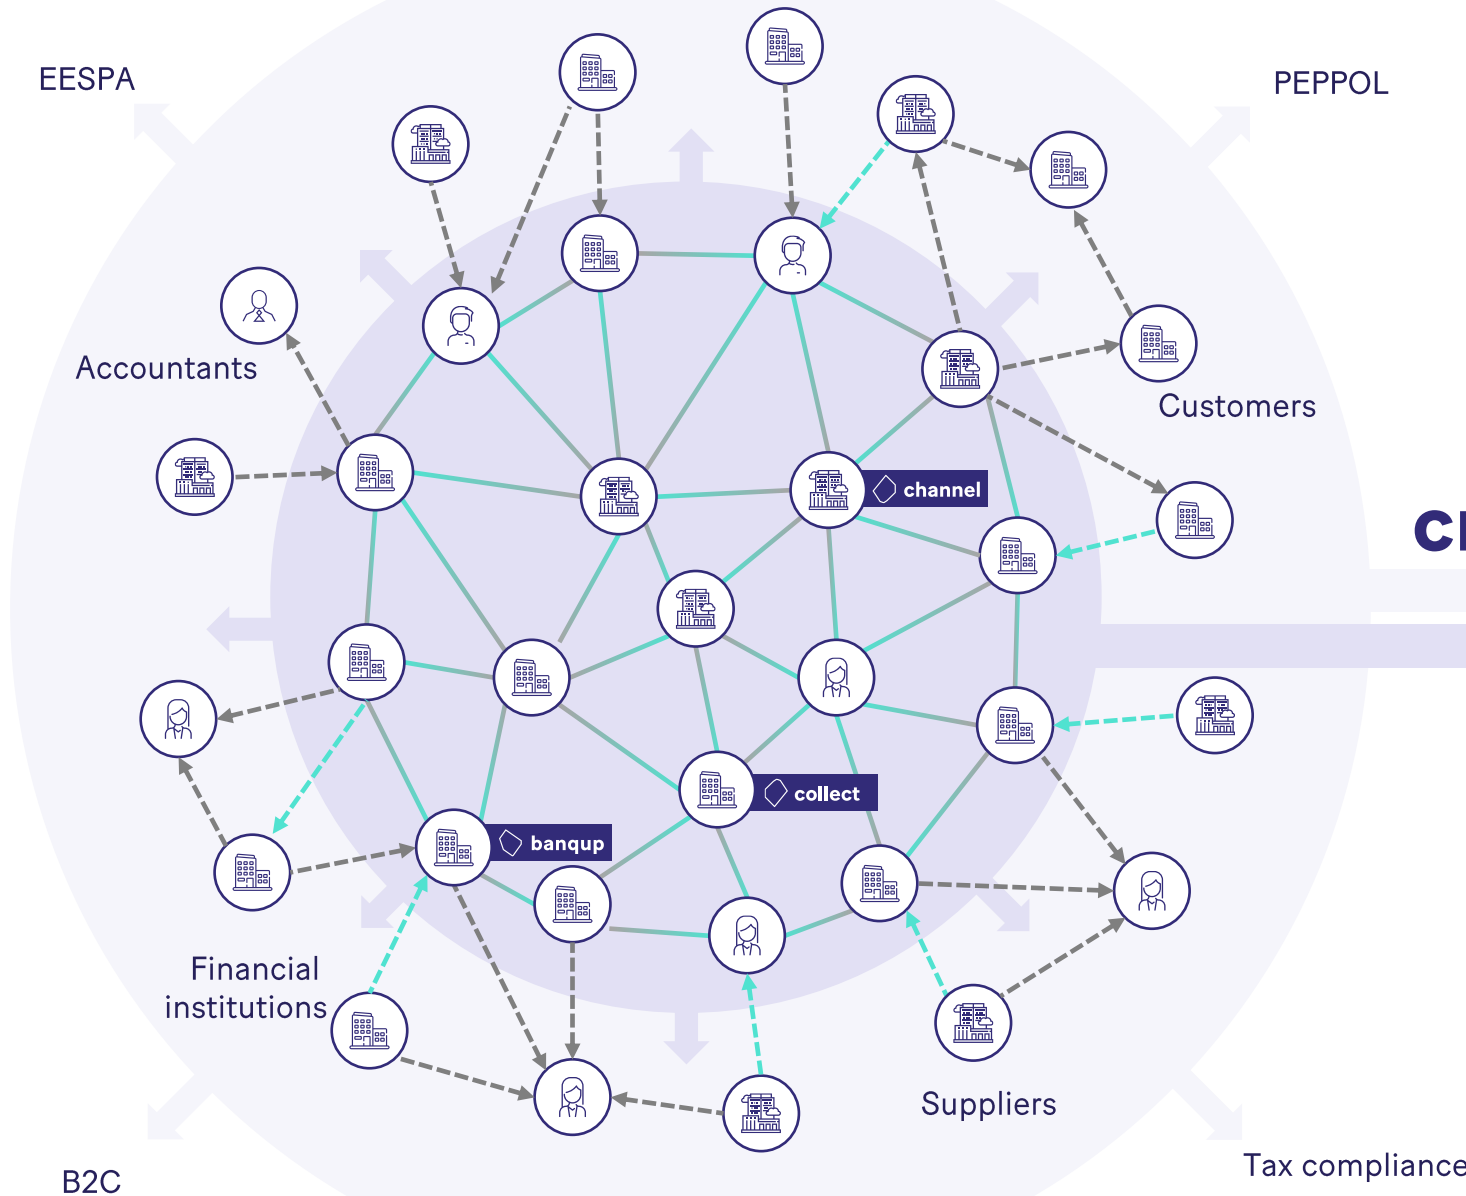 EESPA
PEPPOL
Accountants
Customers
channel
collect
banqup
Financial
institutions
Suppliers
B2C
Tax compliance